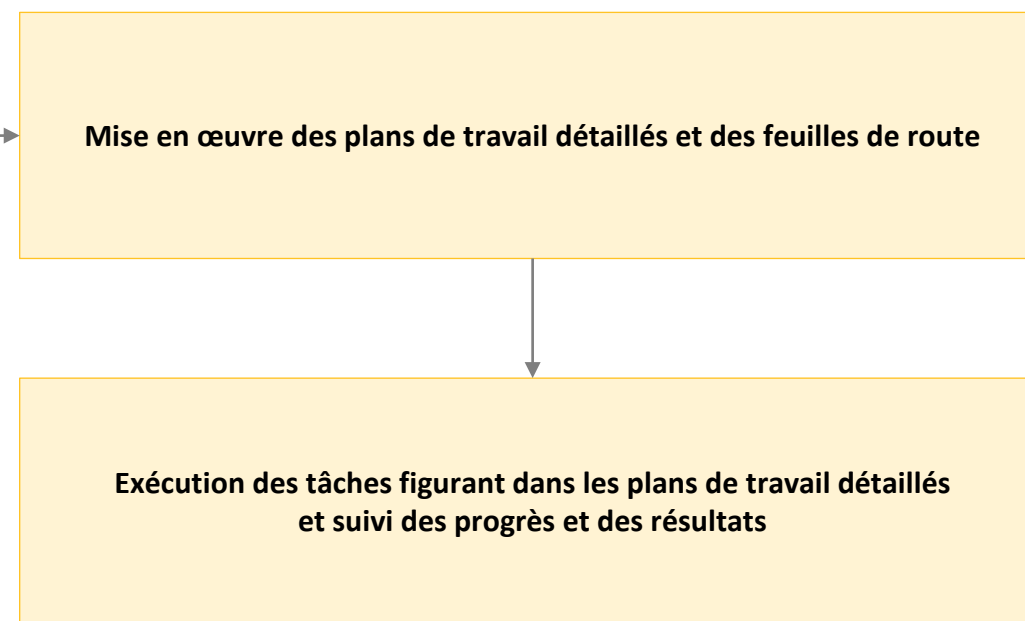 Mise en œuvre des plans de travail détaillés et des feuilles de route
Exécution des tâches figurant dans les plans de travail détaillés
et suivi des progrès et des résultats